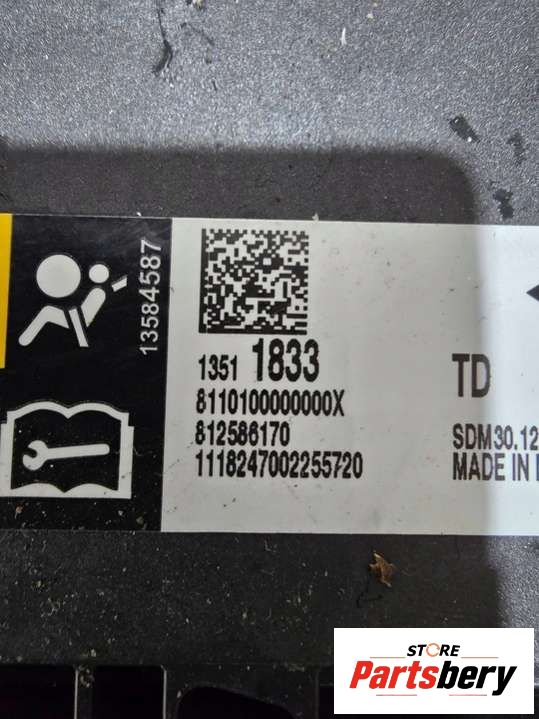 13584587
1351 1833
8110100000000X
812586170
1118247002255720
TD
SDM30.12
MADE IN
STORE
Partsbery